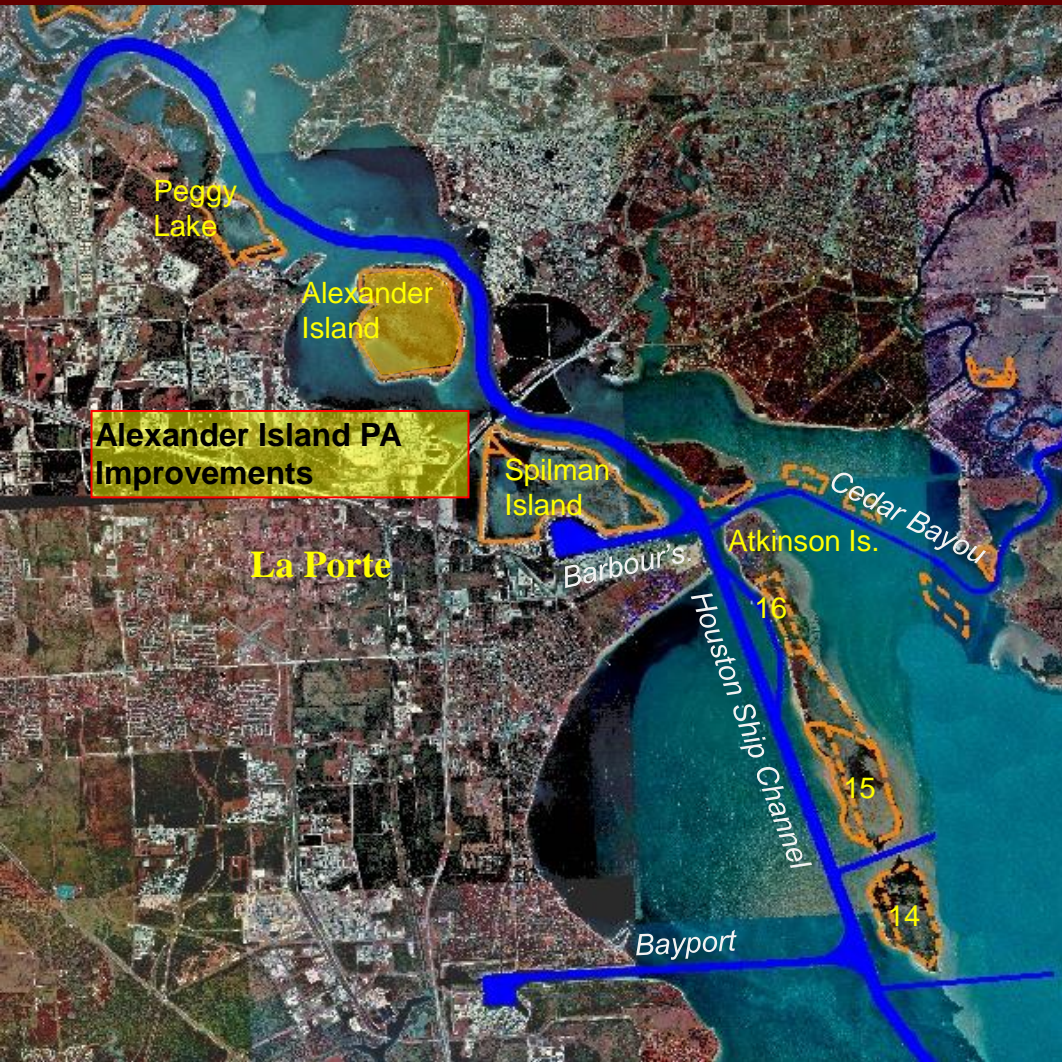 Peggy
Lake
Alexander
Island
Alexander Island PA
Improvements
Spilman
Island
Cedar Bayou
Atkinson Is.
La Porte
Barbour's
16
Houston Ship Channel
15
14
Bayport